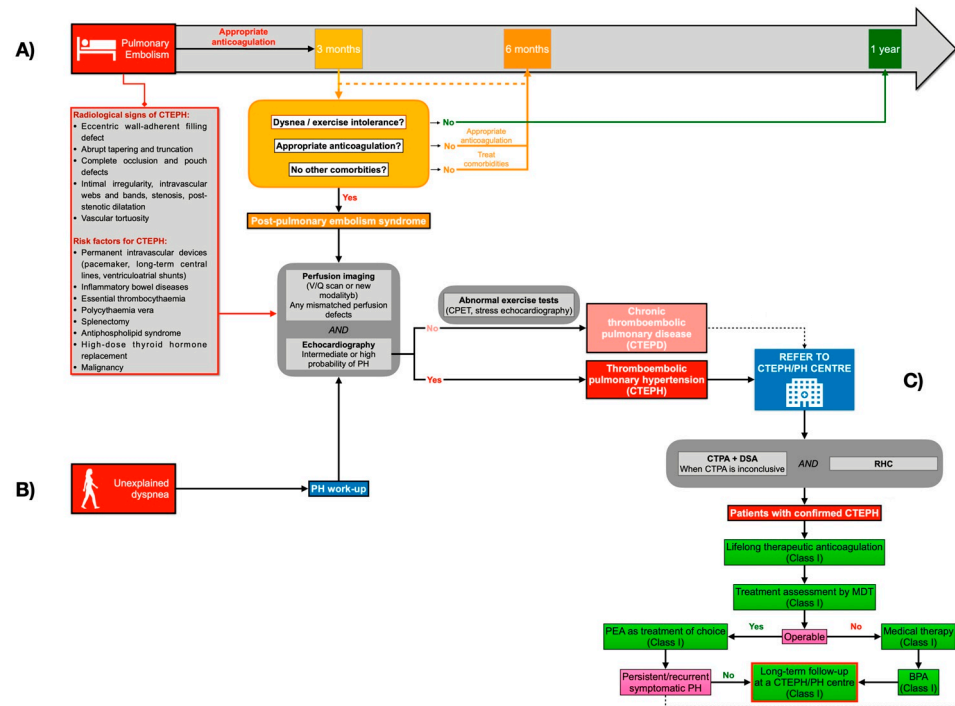 A)
Pulmonary
Embolism
Appropriate
anticoagulation
3 months
6 months
1 year
Radiological signs of CTEPH:
• Eccentric wall-adherent filling
defect
• Abrupt tapering and truncation
• Complete occlusion and pouch
defects
• Intimal irregularity, intravascular
webs and bands, stenosis, post-
stenotic dilatation
• Vascular tortuosity
Risk factors for CTEPH:
• Permanent intravascular devices
(pacemaker, long-term central
lines, ventriculoatrial shunts)
• Inflammatory bowel diseases
• Essential thrombocythaemia
• Polycythaemia vera
• Splenectomy
• Antiphospholipid syndrome
• High-dose thyroid hormone
replacement
• Malignancy
Dysnea / exercise intolerance?
No
Appropriate anticoagulation?
No
Appropriate
anticoagulation
Treat
comorbidities
No other comorbites?
No
Yes
Post-pulmonary embolism syndrome
Perfusion imaging
(V/Q scan or new
modalityb)
Any mismatched perfusion
defects
AND
Echocardiography
Intermediate or high
probability of PH
No
Abnormal exercise tests
(CPET, stress echocardiography)
Chronic
thromboembolic
pulmonary disease
(CTEPD)
Yes
Thromboembolic
pulmonary hypertension
(CTEPH)
REFER TO
CTEPH/PH CENTRE
C)
B)
Unexplained
dyspnea
PH work-up
CTPA + DSA
When CTPA is inconclusive
AND
RHC
Patients with confirmed CTEPH
Lifelong therapeutic anticoagulation
(Class I)
Treatment assessment by MDT
(Class I)
PEA as treatment of choice
(Class I)
Yes
Operable
No
Medical therapy
(Class I)
Persistent/recurrent
symptomatic PH
No
Long-term follow-up
at a CTEPH/PH centre
(Class I)
BPA
(Class I)